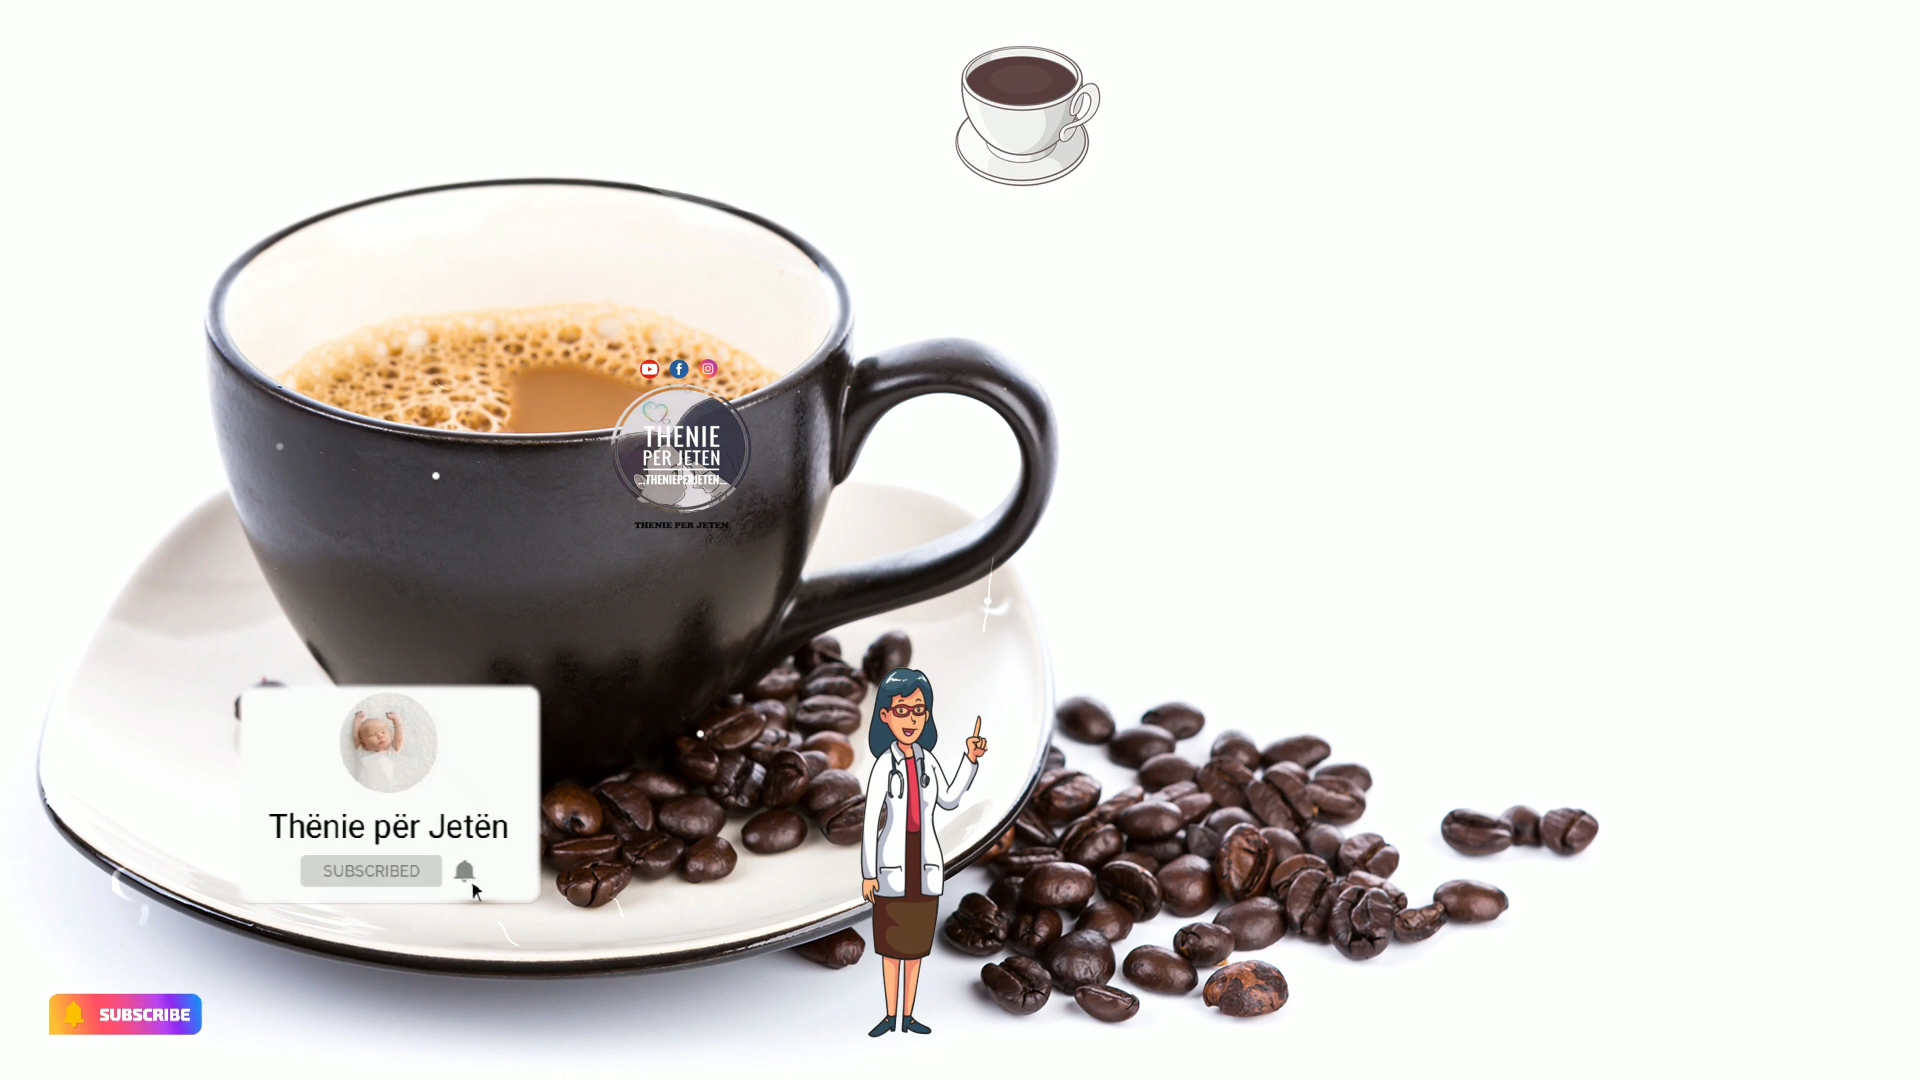 THENIE
PER JETEN
...THENIEPERJETEN...
THENIE PER JETEN
Thënie për Jetën
SUBSCRIBED
SUBSCRIBE